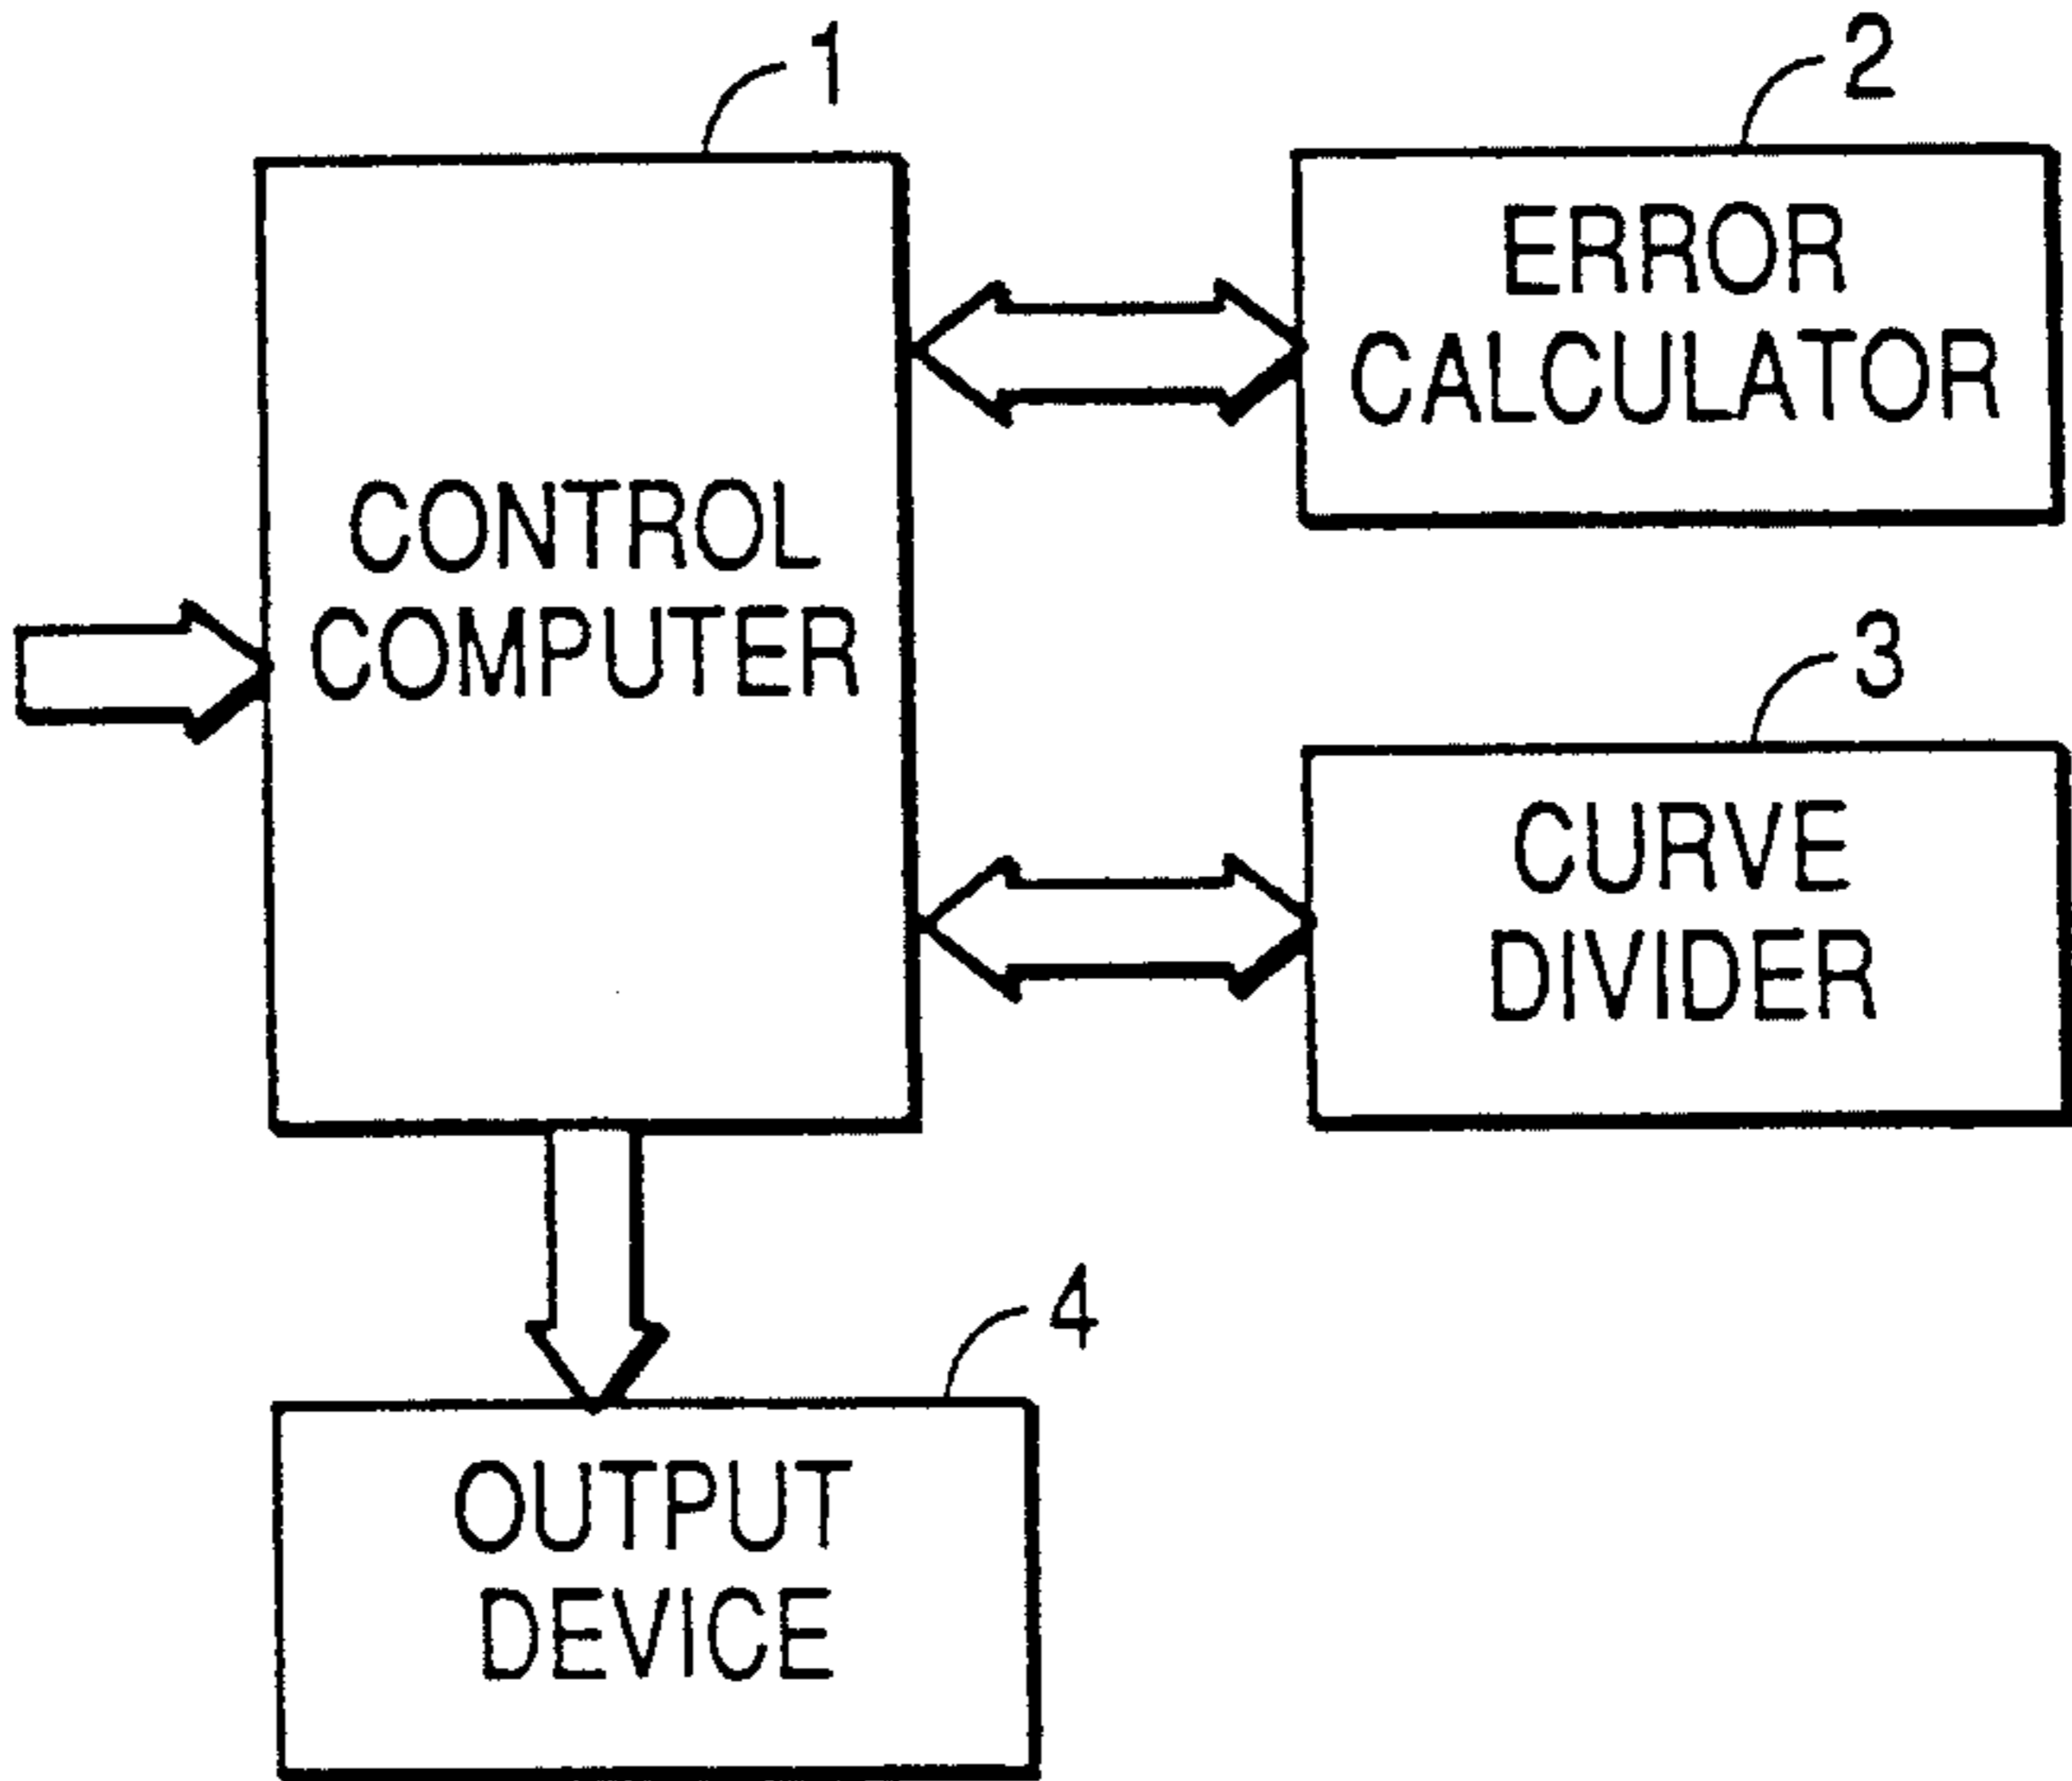 1
2
ERROR
CALCULATOR
CONTROL
COMPUTER
3
CURVE
DIVIDER
4
OUTPUT
DEVICE